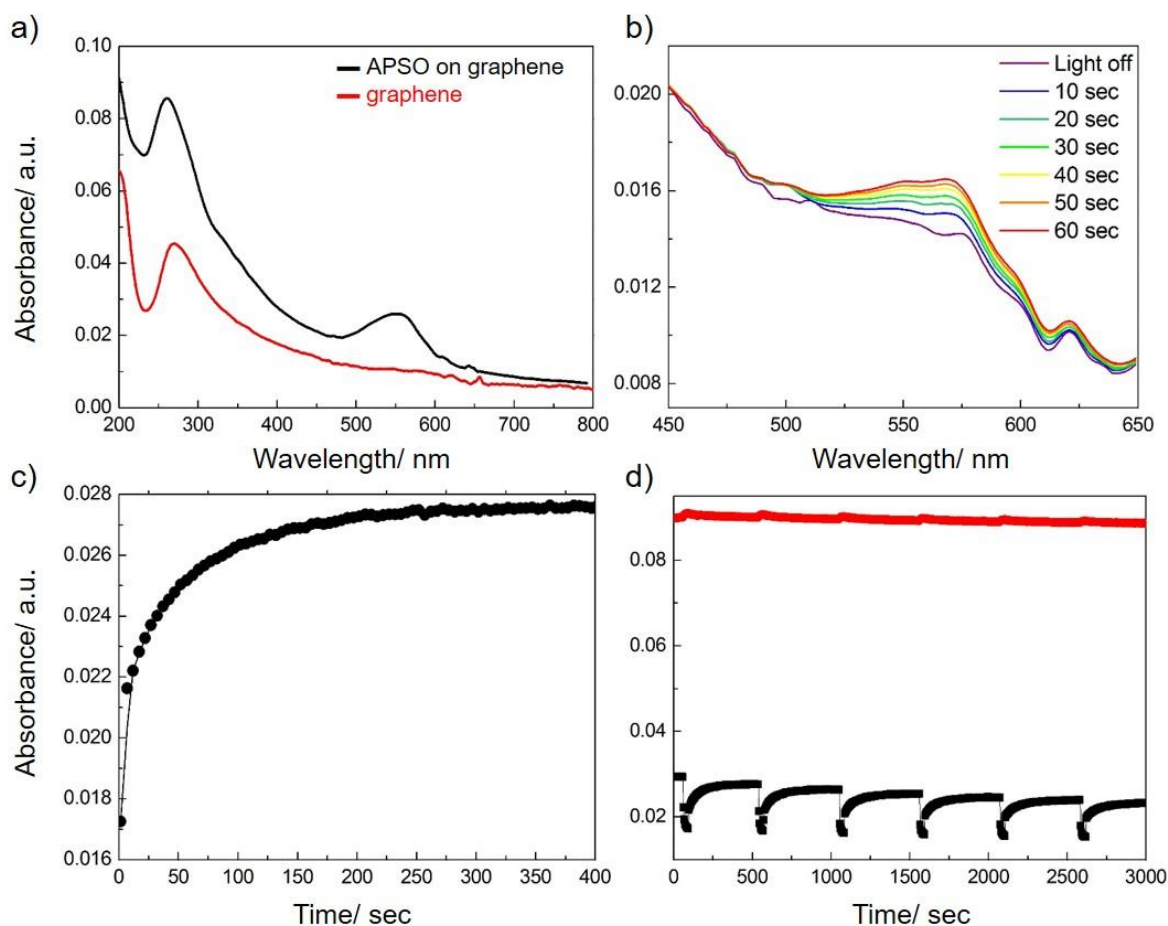 a)
0.10
0.08
0.06
0.04
0.02
0.00
APSO on graphene
graphene
200 300 400 500 600 700 800
Wavelength/ nm
Absorbance/ a.u.
b)
0.020
0.016
0.012
0.008
Light off
10 sec
20 sec
30 sec
40 sec
50 sec
60 sec
450 500 550 600 650
Wavelength/ nm
c)
0.028
0.026
0.024
0.022
0.020
0.018
0.016
0 50 100 150 200 250 300 350 400
Time/ sec
Absorbance/ a.u.
d)
0.08
0.06
0.04
0.02
0 500 1000 1500 2000 2500 3000
Time/ sec